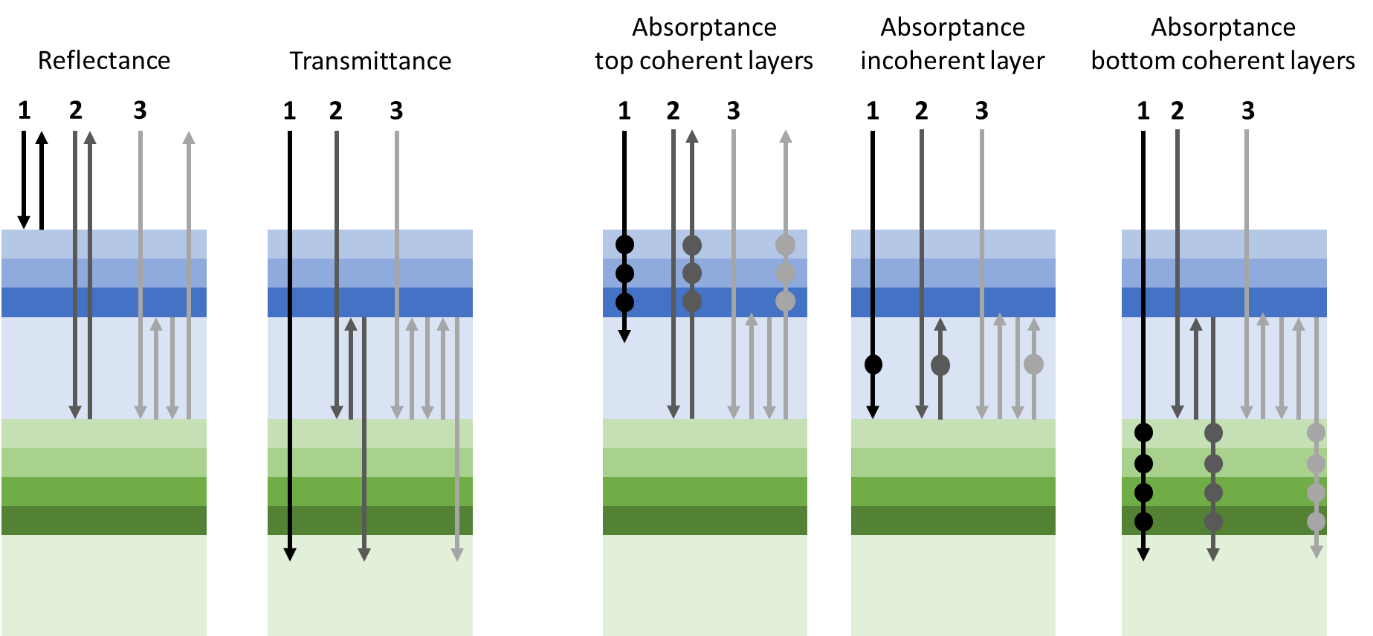 Reflectance
Transmittance
Absorptance
top coherent layers
Absorptance
incoherent layer
Absorptance
bottom coherent layers
1 2 3
1 2 3
1 2 3
1 2 3
1 2 3